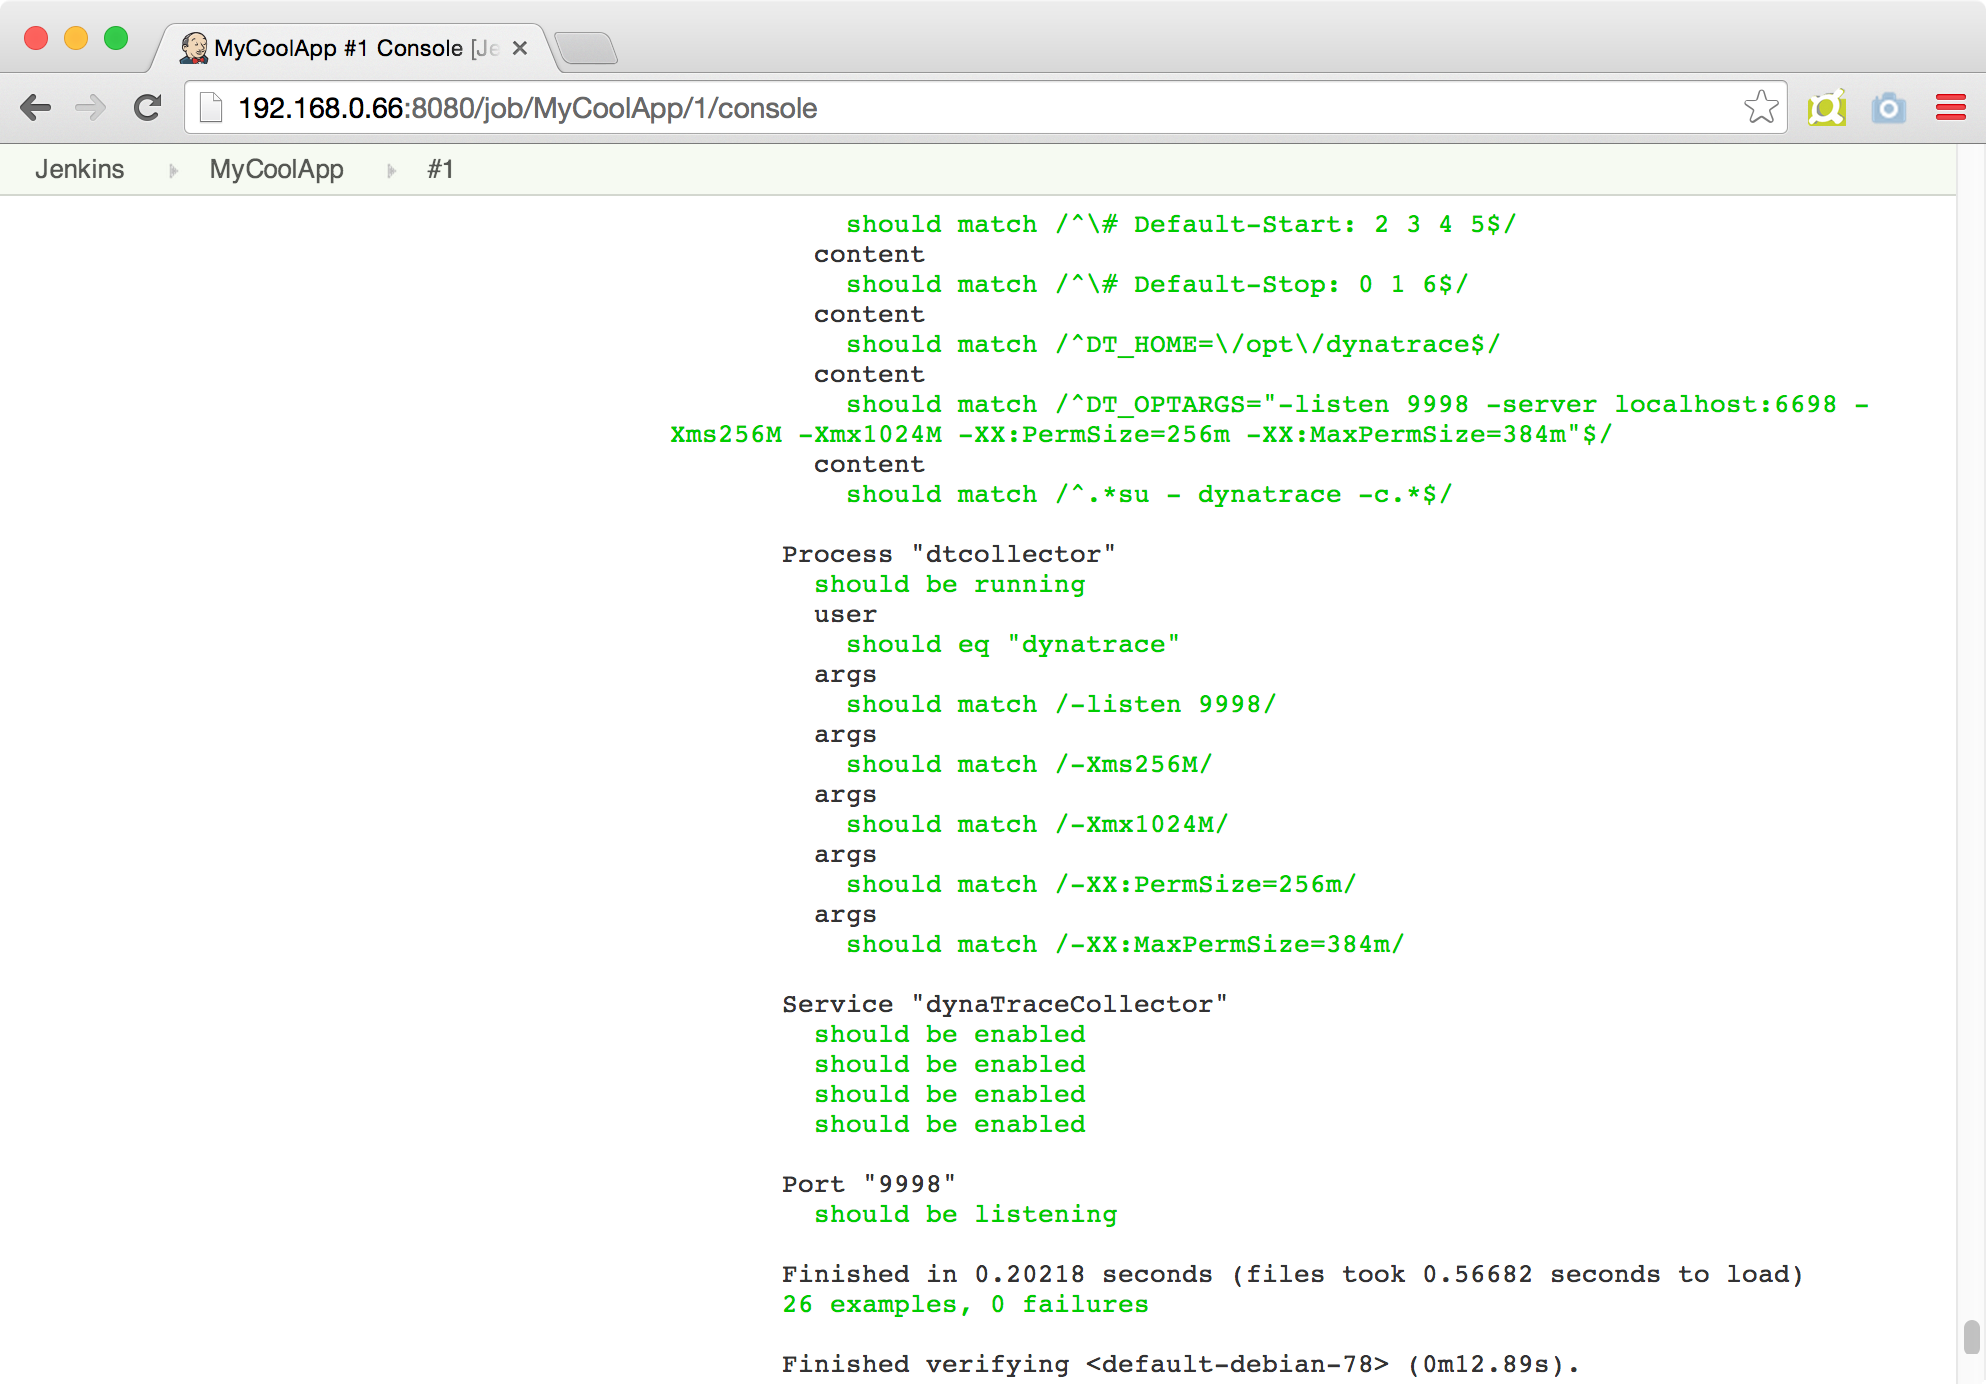 MyCoolApp #1 Console [Je
192.168.0.66:8080/job/MyCoolApp/1/console
Jenkins MyCoolApp #1
should match /^\# Default-Start: 2 3 4 5$/
content
should match /^\# Default-Stop: 0 1 6$/
content
should match /^DT_HOME=\/opt\/dynatrace$/
content
should match /^DT_OPTARGS="-listen 9998 -server localhost:6698 -
Xms256M -Xmx1024M -XX:PermSize=256m -XX:MaxPermSize=384m"$/
content
should match /^.*su - dynatrace -c.*$/
Process "dtcollector"
should be running
user
should eq "dynatrace"
args
should match /-listen 9998/
args
should match /-Xms256M/
args
should match /-Xmx1024M/
args
should match /-XX:PermSize=256m/
args
should match /-XX:MaxPermSize=384m/
Service "dynaTraceCollector"
should be enabled
should be enabled
should be enabled
should be enabled
Port "9998"
should be listening
Finished in 0.20218 seconds (files took 0.56682 seconds to load)
26 examples, 0 failures
Finished verifying <default-debian-78> (0m12.89s).